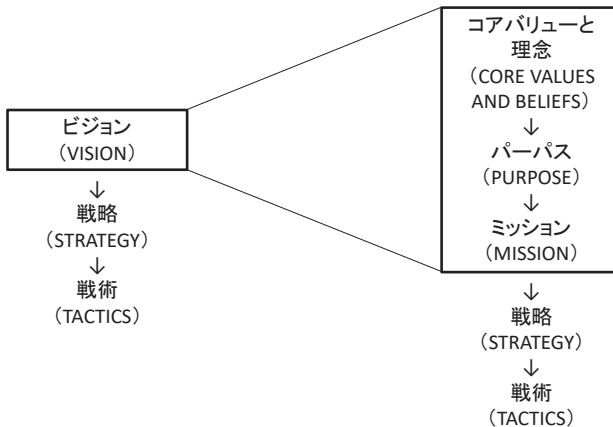 ビジョン
（VISION）
↓
戦略
（STRATEGY）
↓
戦術
（TACTICS）
コアバリューと
理念
（CORE VALUES
AND BELIEFS）
↓
パーパス
（PURPOSE）
↓
ミッション
（MISSION）
↓
戦略
（STRATEGY）
↓
戦術
（TACTICS）